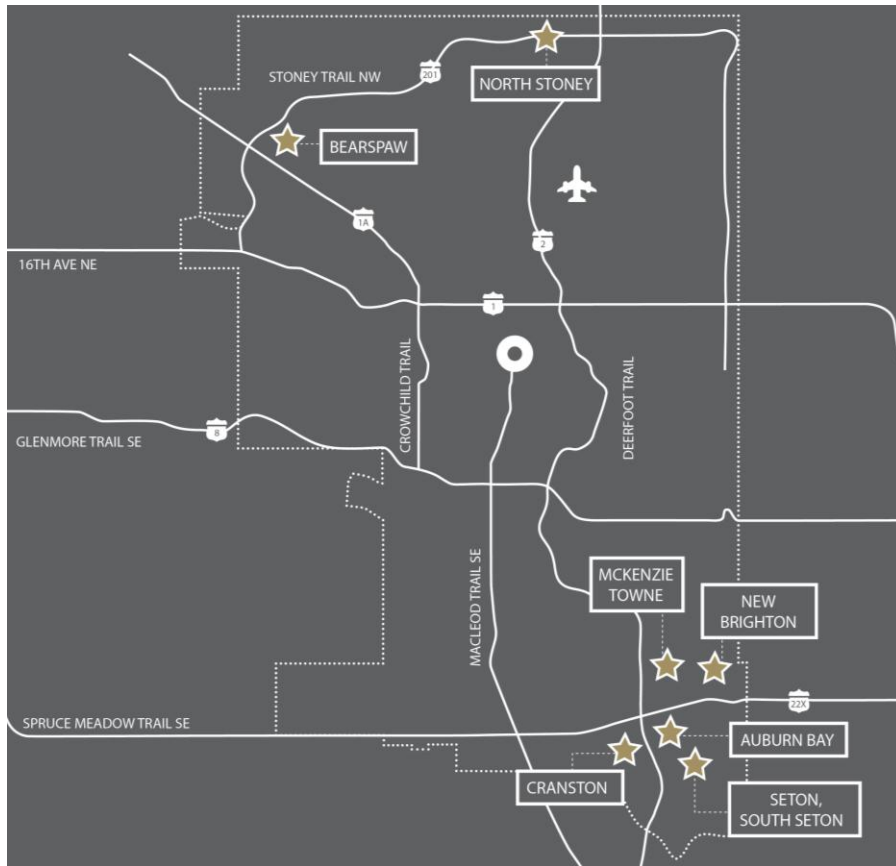 STONEY TRAIL NW
201
NORTH STONEY
BEARSPAW
1A
2
16TH AVE NE
1
CROWCHILD TRAIL
DEERFOOT TRAIL
8
GLENMORE TRAIL SE
MACLEOD TRAIL SE
MCKENZIE
TOWNE
NEW
BRIGHTON
22X
SPRUCE MEADOW TRAIL SE
AUBURN BAY
CRANSTON
SETON,
SOUTH SETON